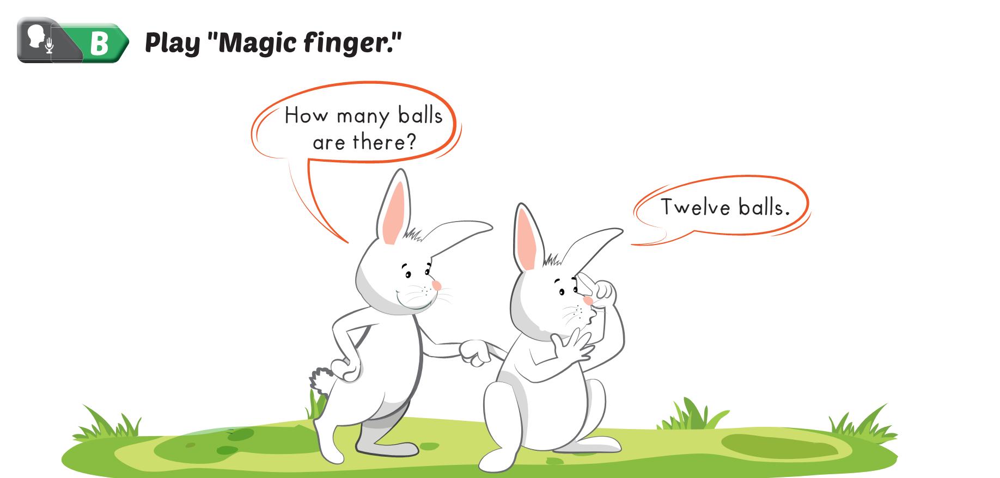 B
Play "Magic finger."
How many balls
are there?
Twelve balls.